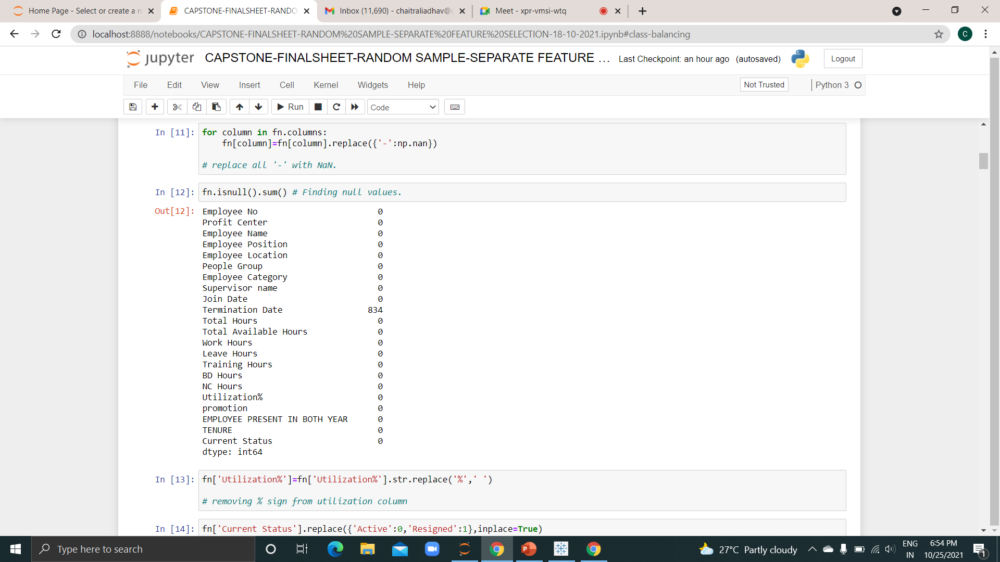 Home Page - Select or create a n
CAPSTONE-FINALSHEET-RANDO
Inbox (11,690) - chaitraliadhav@g
Meet - xpr-vmsi-wtq
localhost:8888/notebooks/CAPSTONE-FINALSHEET-RANDOM%20SAMPLE-SEPARATE%20FEATURE%20SELECTION-18-10-2021.ipynb#class-balancing
C
jupyter CAPSTONE-FINALSHEET-RANDOM SAMPLE-SEPARATE FEATURE ... Last Checkpoint: an hour ago (autosaved) Logout
File Edit View Insert Cell Kernel Widgets Help Not Trusted Python 3
Run Code
In [11]: for column in fn.columns:
fn[column]=fn[column].replace({'-':np.nan})
# replace all '-' with NaN.
In [12]: fn.isnull().sum() # Finding null values.
Out[12]: Employee No 0
Profit Center 0
Employee Name 0
Employee Position 0
Employee Location 0
People Group 0
Employee Category 0
Supervisor name 0
Join Date 0
Termination Date 834
Total Hours 0
Total Available Hours 0
Work Hours 0
Leave Hours 0
Training Hours 0
BD Hours 0
NC Hours 0
Utilization% 0
promotion 0
EMPLOYEE PRESENT IN BOTH YEAR 0
TENURE 0
Current Status 0
dtype: int64
In [13]: fn['Utilization%']=fn['Utilization%'].str.replace('%',' ')
# removing % sign from utilization column
In [14]: fn['Current Status'].replace({'Active':0,'Resigned':1},inplace=True)
Type here to search
27°C Partly cloudy
ENG
IN
6:54 PM
10/25/2021
1